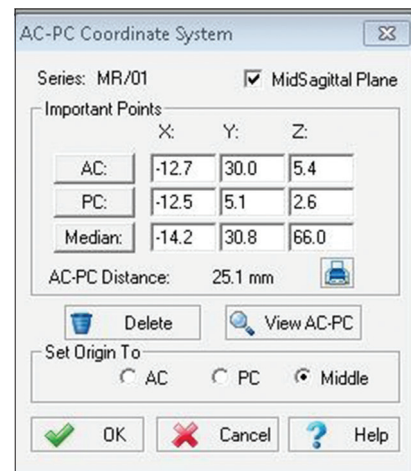 AC-PC Coordinate System
Series: MR/01 MidSagittal Plane
Important Points
X: Y: Z:
AC: -12.7 30.0 5.4
PC: -12.5 5.1 2.6
Median: -14.2 30.8 66.0
AC-PC Distance: 25.1 mm
Delete View AC-PC
Set Origin To
AC PC Middle
OK Cancel Help